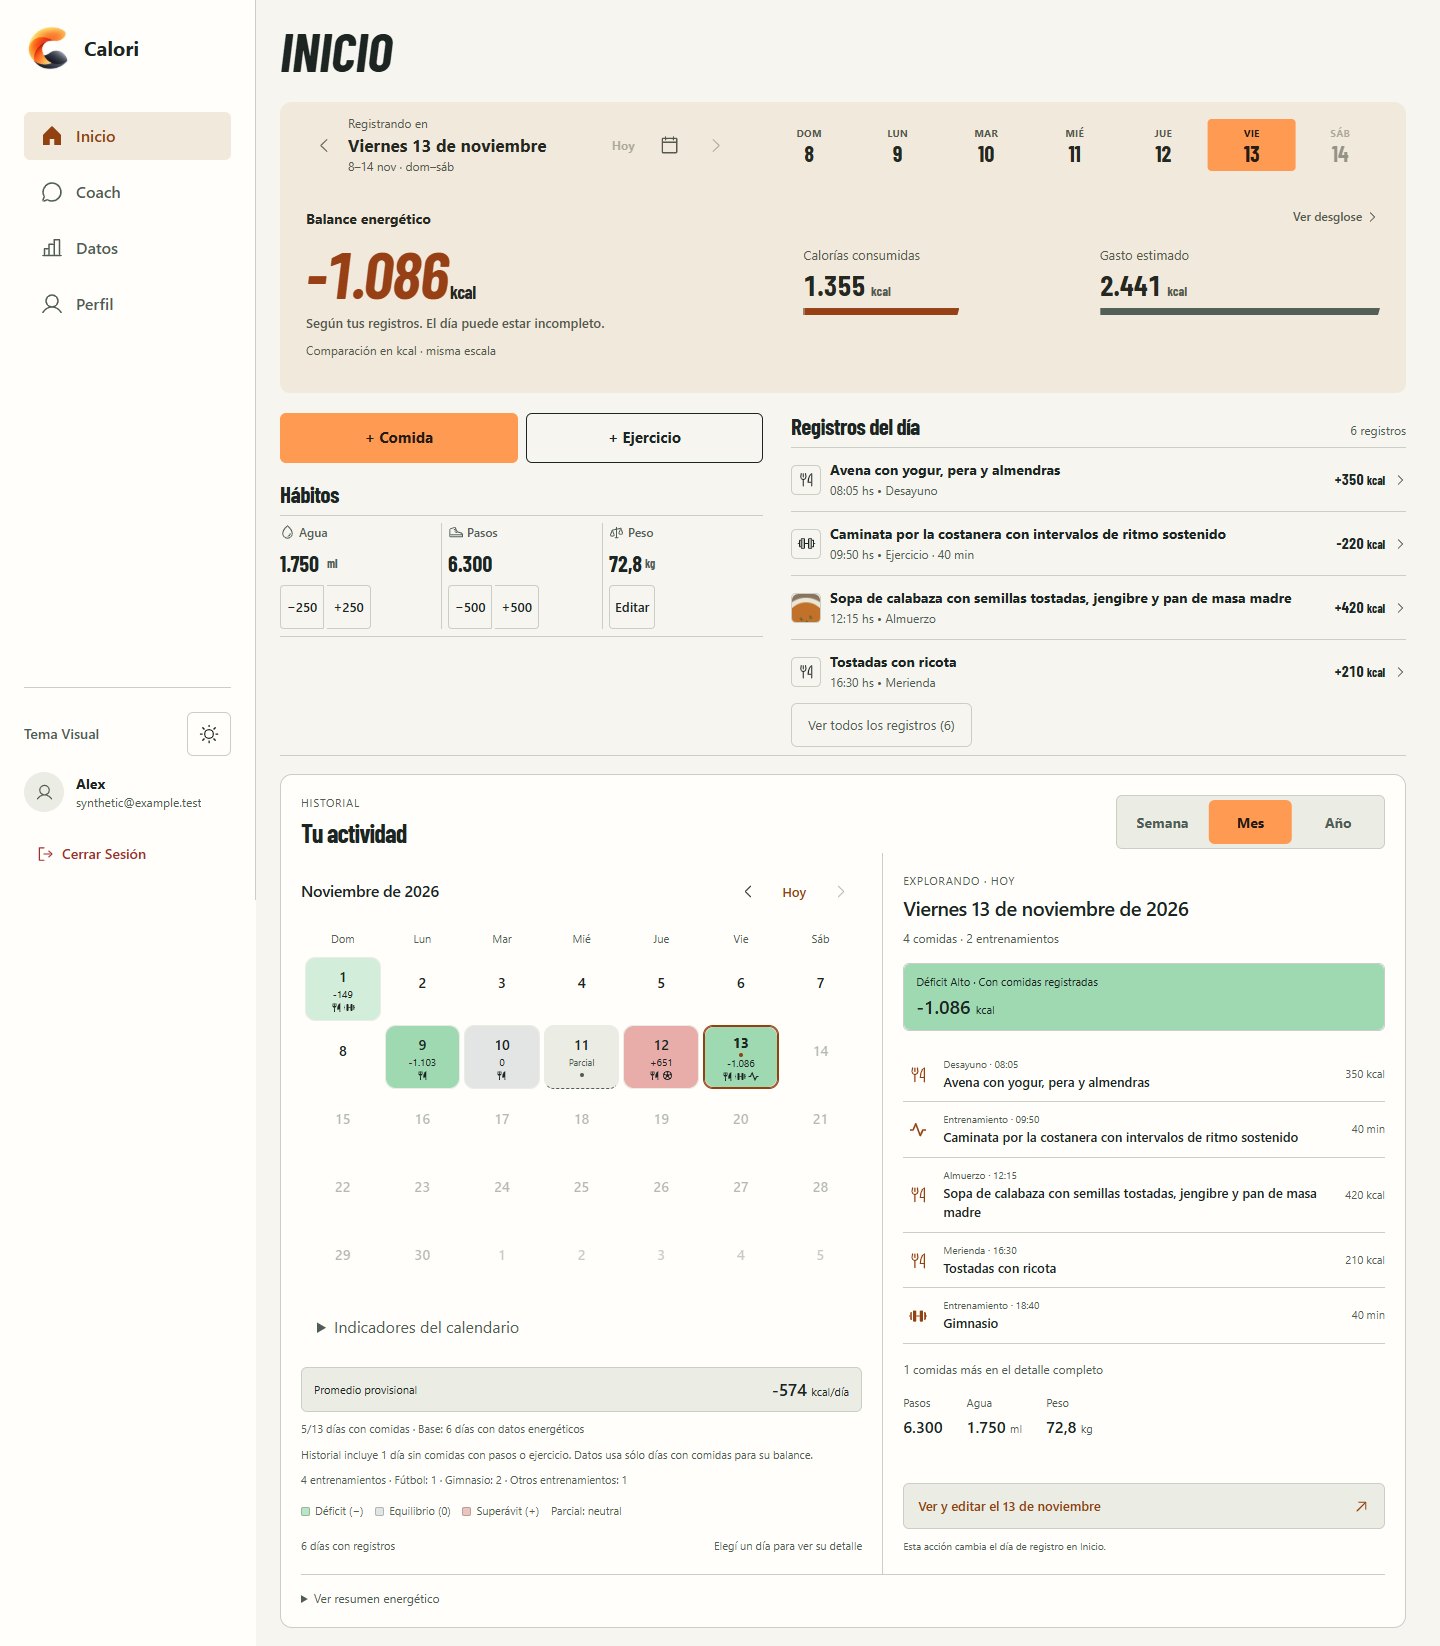 Calori
Inicio
Coach
Datos
Perfil
Tema Visual
Alex
synthetic@example.test
Cerrar Sesión
INICIO
Registrando en
Viernes 13 de noviembre
8–14 nov · dom–sáb
Hoy
DOM
8
LUN
9
MAR
10
MIÉ
11
JUE
12
VIE
13
SÁB
14
Balance energético
Ver desglose
-1.086 kcal
Según tus registros. El día puede estar incompleto.
Comparación en kcal · misma escala
Calorías consumidas
1.355 kcal
Gasto estimado
2.441 kcal
+ Comida
+ Ejercicio
Hábitos
Agua
1.750 ml
−250
+250
Pasos
6.300
−500
+500
Peso
72,8 kg
Editar
Registros del día
6 registros
Avena con yogur, pera y almendras
08:05 hs • Desayuno
+350 kcal
Caminata por la costanera con intervalos de ritmo sostenido
09:50 hs • Ejercicio · 40 min
-220 kcal
Sopa de calabaza con semillas tostadas, jengibre y pan de masa madre
12:15 hs • Almuerzo
+420 kcal
Tostadas con ricota
16:30 hs • Merienda
+210 kcal
Ver todos los registros (6)
HISTORIAL
Tu actividad
Semana
Mes
Año
Noviembre de 2026
Hoy
Dom Lun Mar Mié Jue Vie Sáb
1 2 3 4 5 6 7
-149
8 9 10 11 12 13 14
-1.103 0 Parcial +651 -1.086
15 16 17 18 19 20 21
22 23 24 25 26 27 28
29 30 1 2 3 4 5
Indicadores del calendario
Promedio provisional
-574 kcal/día
5/13 días con comidas · Base: 6 días con datos energéticos
Historial incluye 1 día sin comidas con pasos o ejercicio. Datos usa sólo días con comidas para su balance.
4 entrenamientos · Fútbol: 1 · Gimnasio: 2 · Otros entrenamientos: 1
Déficit (−) Equilibrio (0) Superávit (+) Parcial: neutral
6 días con registros
Elegí un día para ver su detalle
EXPLORANDO · HOY
Viernes 13 de noviembre de 2026
4 comidas · 2 entrenamientos
Déficit Alto · Con comidas registradas
-1.086 kcal
Desayuno · 08:05
Avena con yogur, pera y almendras
350 kcal
Entrenamiento · 09:50
Caminata por la costanera con intervalos de ritmo sostenido
40 min
Almuerzo · 12:15
Sopa de calabaza con semillas tostadas, jengibre y pan de masa
madre
420 kcal
Merienda · 16:30
Tostadas con ricota
210 kcal
Entrenamiento · 18:40
Gimnasio
40 min
1 comidas más en el detalle completo
Pasos
6.300
Agua
1.750 ml
Peso
72,8 kg
Ver y editar el 13 de noviembre
Esta acción cambia el día de registro en Inicio.
Ver resumen energético